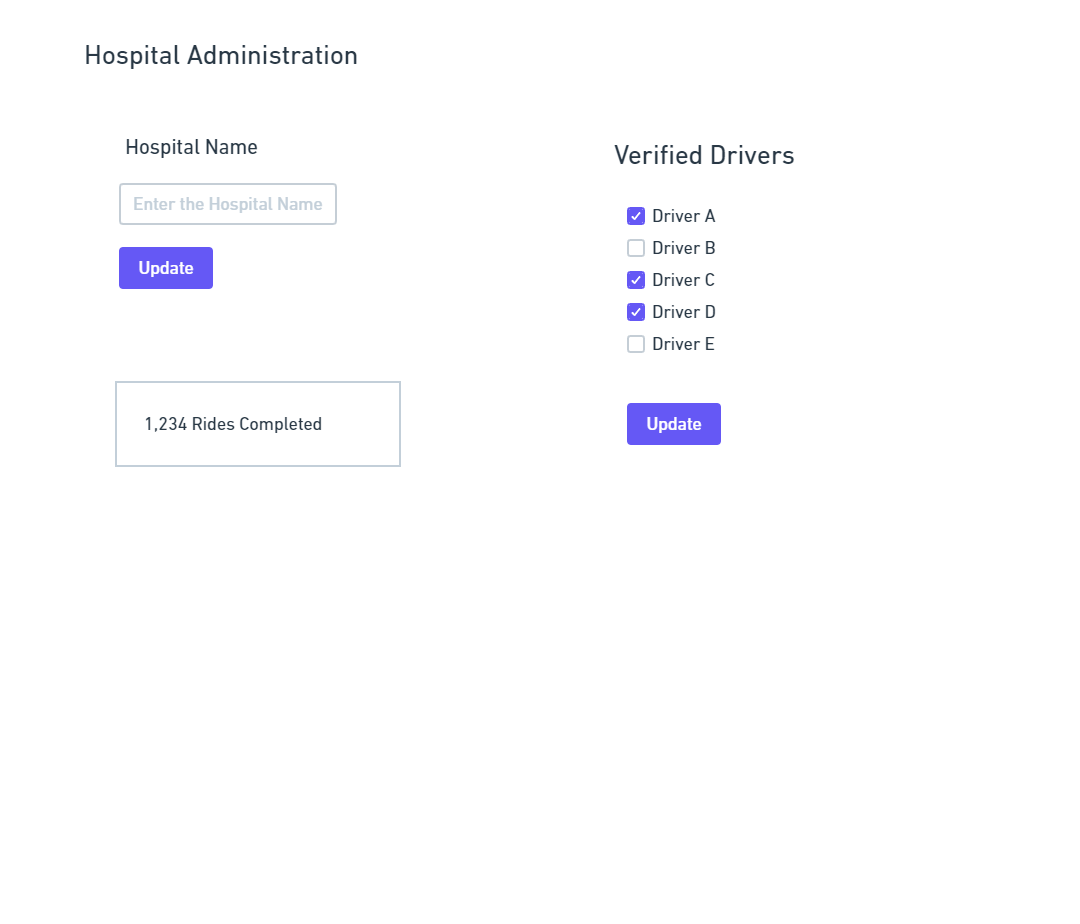 Hospital Administration
Hospital Name
Enter the Hospital Name
Update
1,234 Rides Completed
Verified Drivers
Driver A
Driver B
Driver C
Driver D
Driver E
Update